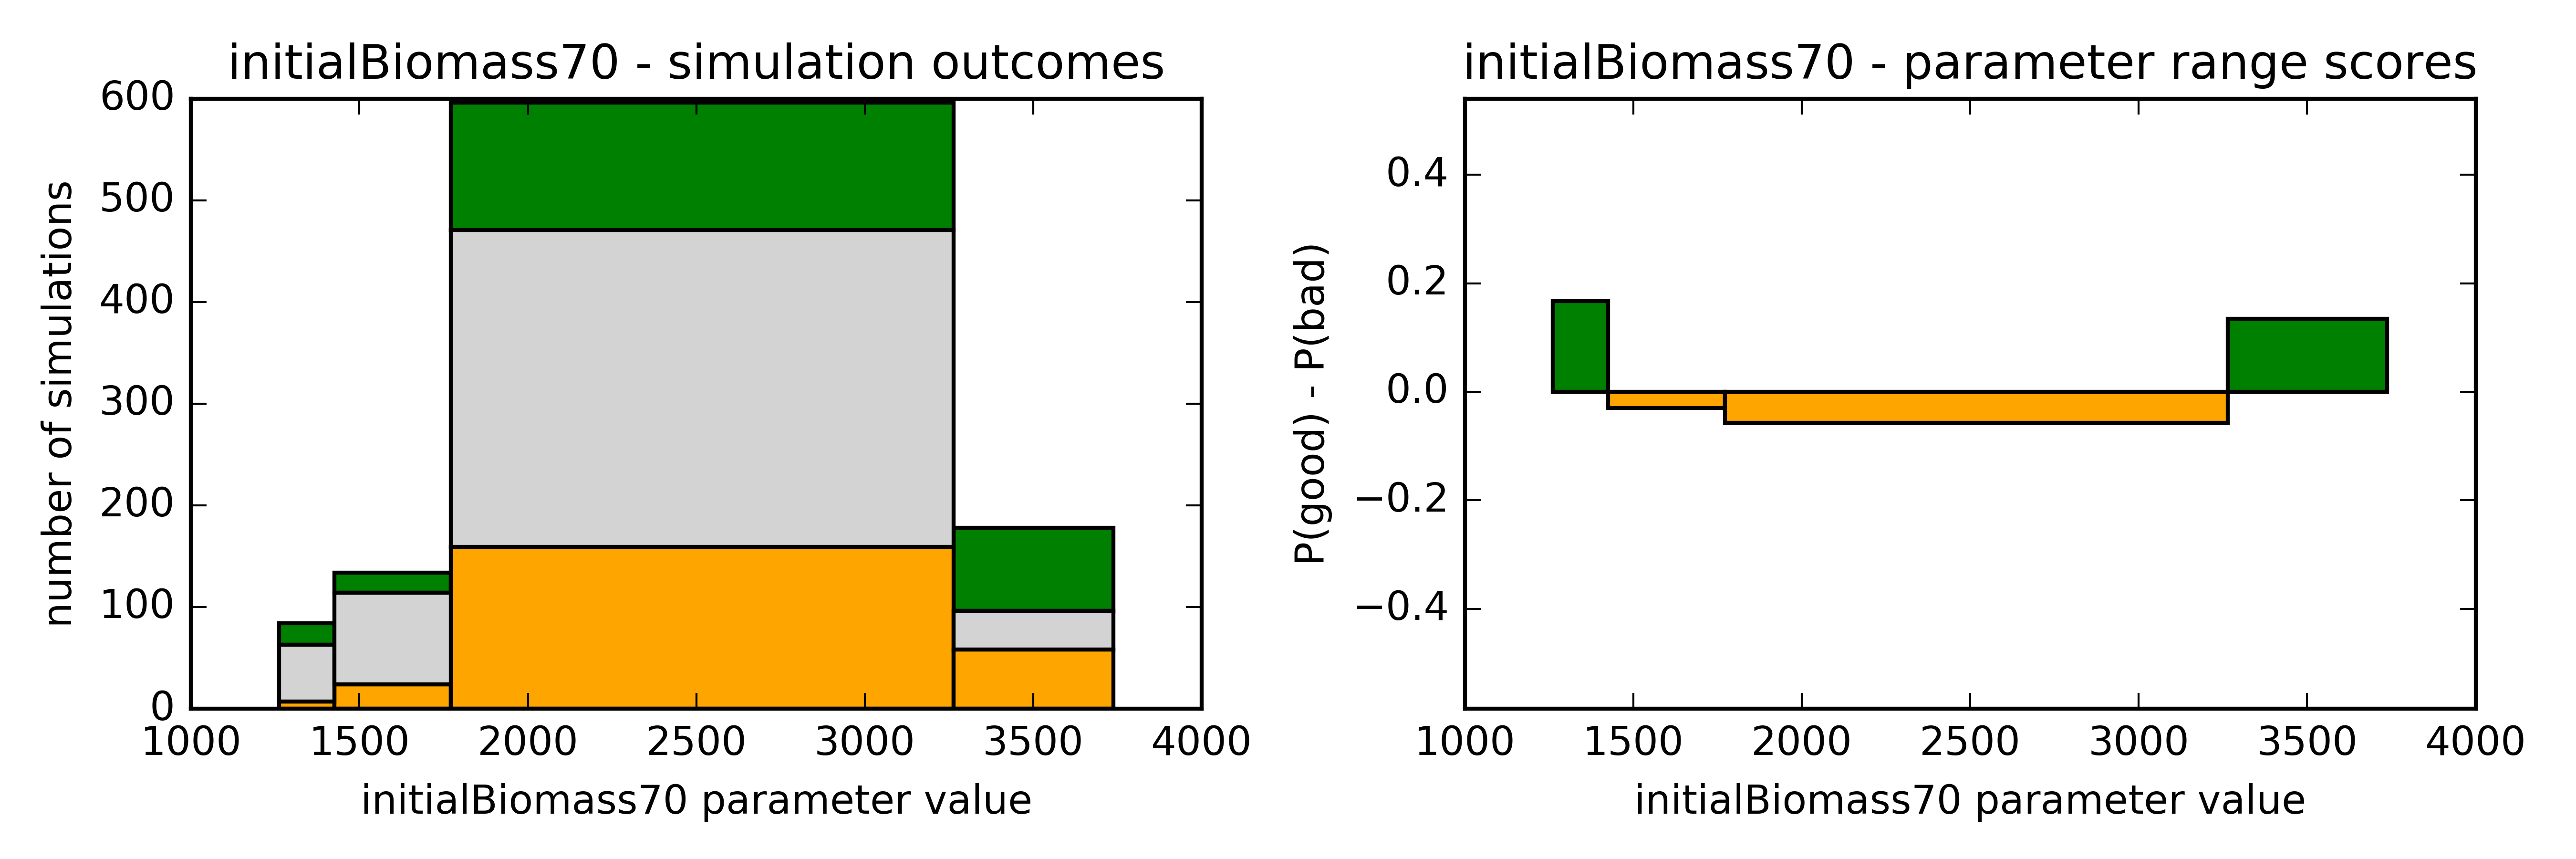 initialBiomass70 - simulation outcomes
number of simulations
600
500
400
300
200
100
0
1000 1500 2000 2500 3000 3500 4000
initialBiomass70 parameter value
initialBiomass70 - parameter range scores
P(good) - P(bad)
0.4
0.2
0.0
−0.2
−0.4
1000 1500 2000 2500 3000 3500 4000
initialBiomass70 parameter value